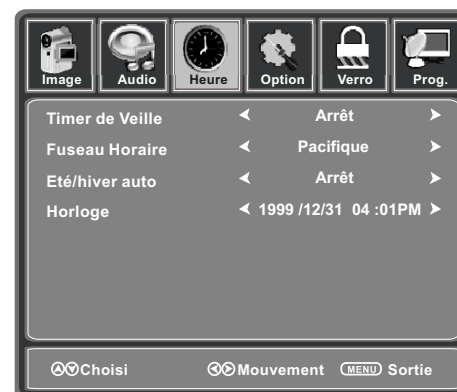 Image Audio Heure Option Verro Prog.
Timer de Veille Arrêt
Fuseau Horaire Pacifique
Eté/hiver auto Arrêt
Horloge 1999 /12/31 04 :01PM
Choisi Mouvement MENU Sortie